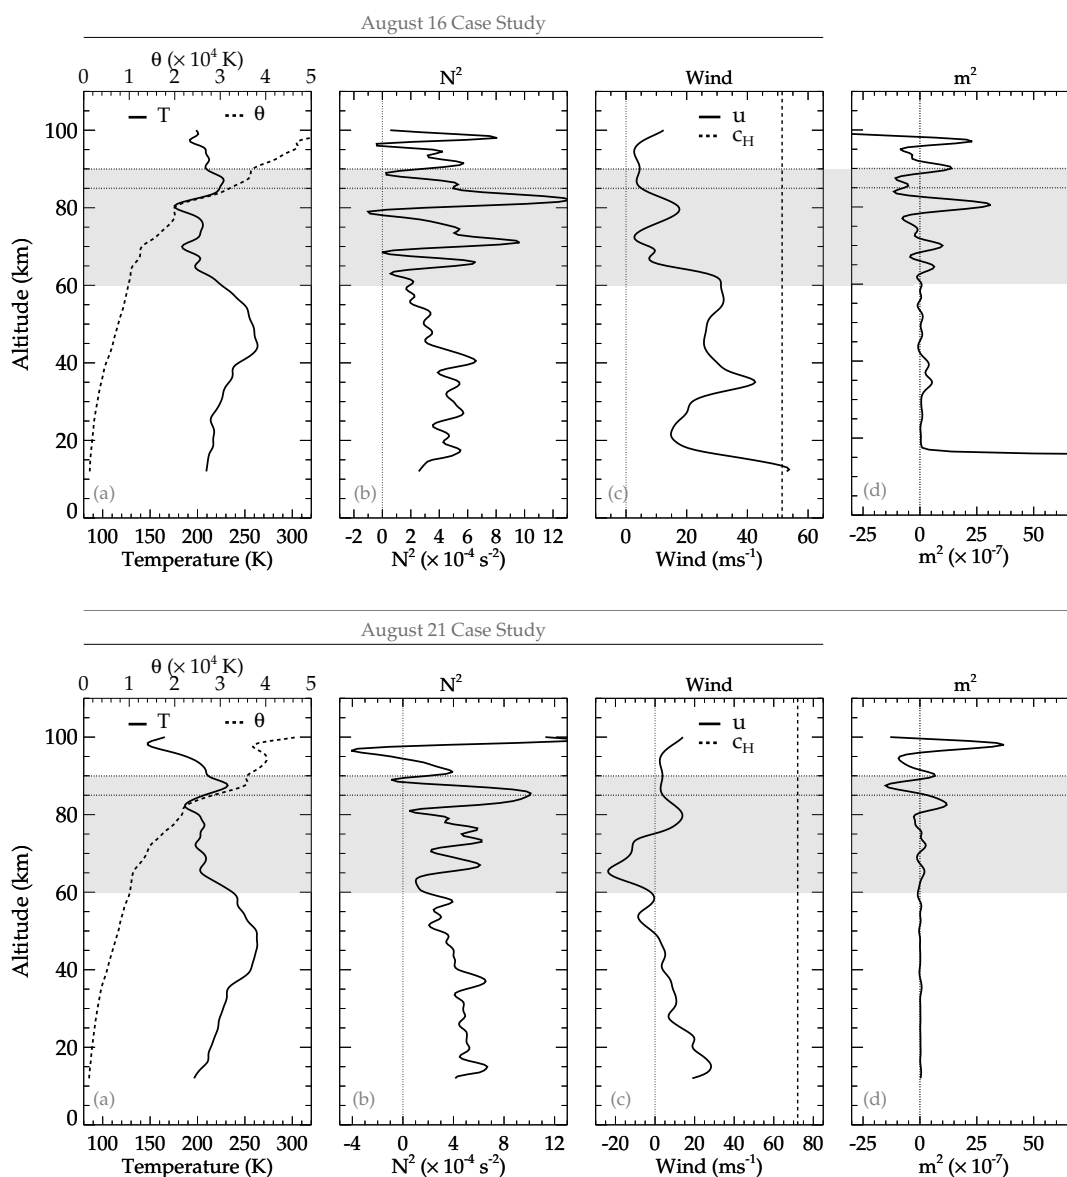 August 16 Case Study
θ (× 10⁴ K)
N²
Wind
m²
0 1 2 3 4 5
T θ
u
c_H
Altitude (km)
100
80
60
40
20
0
(a) (b) (c) (d)
100 150 200 250 300
-2 0 2 4 6 8 10 12
0 20 40 60
-25 0 25 50
Temperature (K)
N² (× 10⁻⁴ s⁻²)
Wind (ms⁻¹)
m² (× 10⁻⁷)
August 21 Case Study
θ (× 10⁴ K)
N²
Wind
m²
0 1 2 3 4 5
T θ
u
c_H
Altitude (km)
100
80
60
40
20
0
(a) (b) (c) (d)
100 150 200 250 300
-4 0 4 8 12
-20 0 20 40 60 80
-25 0 25 50
Temperature (K)
N² (× 10⁻⁴ s⁻²)
Wind (ms⁻¹)
m² (× 10⁻⁷)